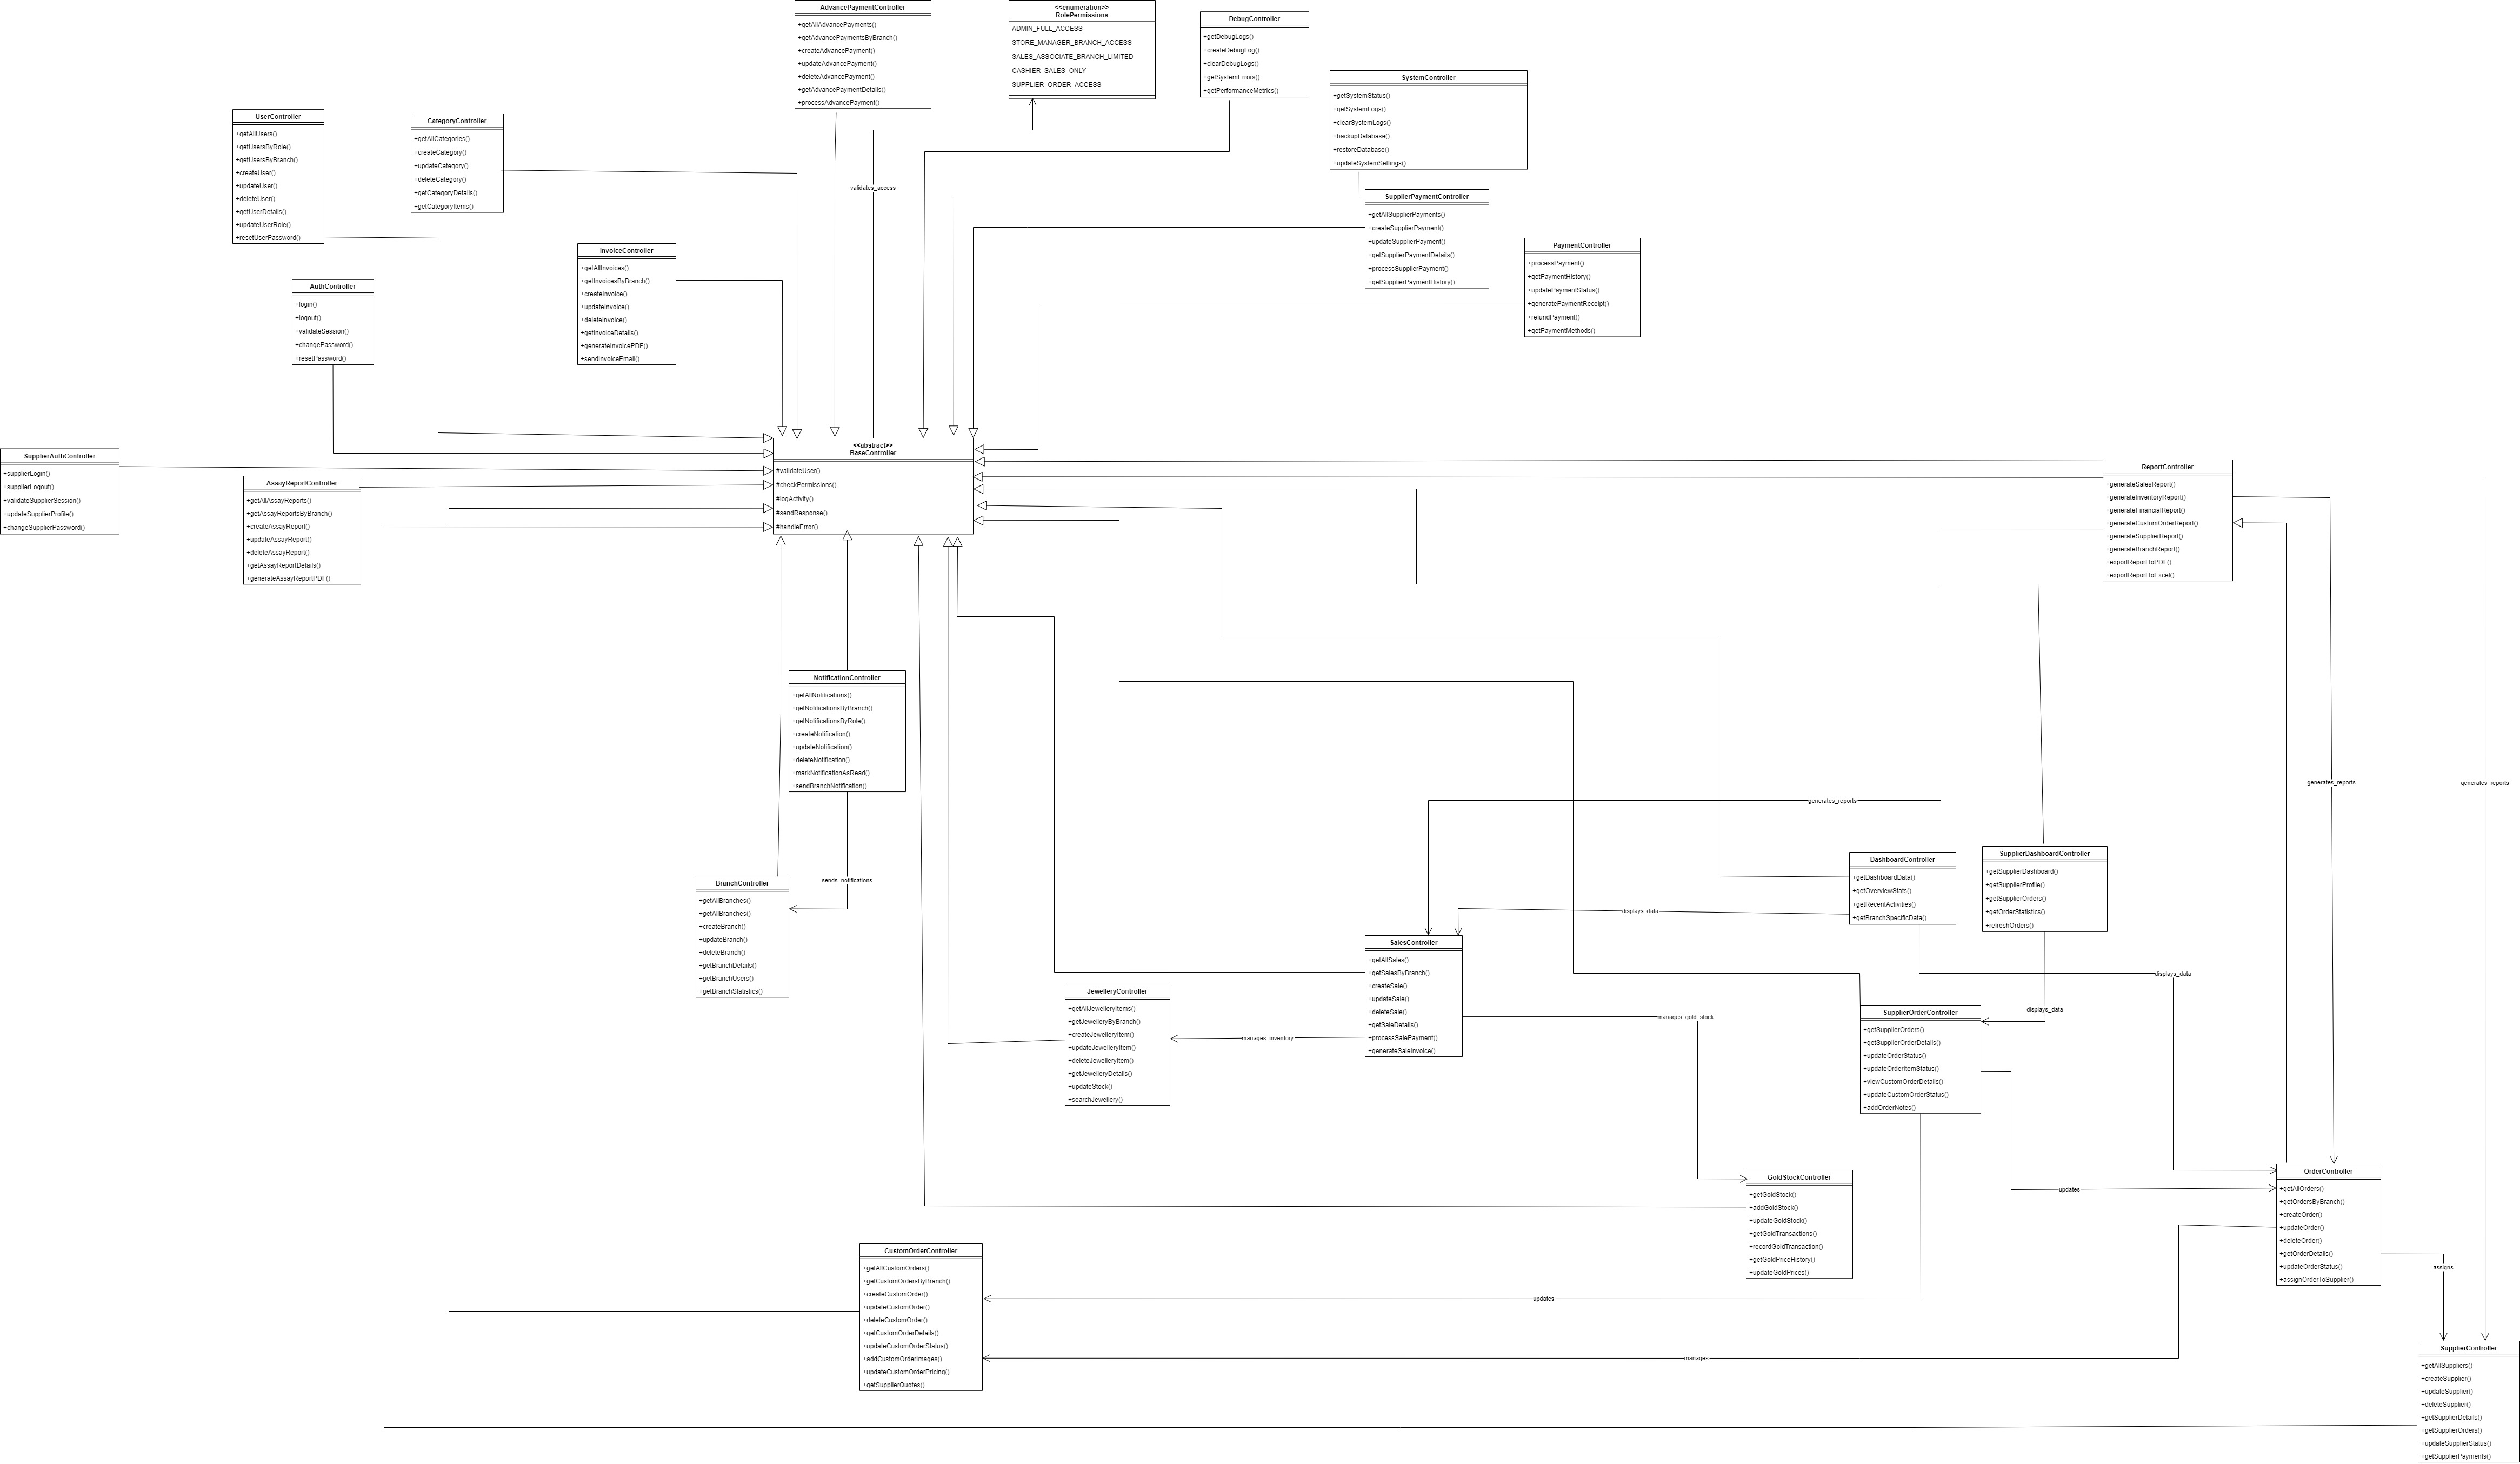 AdvancePaymentController
+getAllAdvancePayments()
+getAdvancePaymentsByBranch()
+createAdvancePayment()
+updateAdvancePayment()
+deleteAdvancePayment()
+getAdvancePaymentDetails()
+processAdvancePayment()
<<enumeration>>
RolePermissions
ADMIN_FULL_ACCESS
STORE_MANAGER_BRANCH_ACCESS
SALES_ASSOCIATE_BRANCH_LIMITED
CASHIER_SALES_ONLY
SUPPLIER_ORDER_ACCESS
DebugController
+getDebugLogs()
+createDebugLog()
+clearDebugLogs()
+getSystemErrors()
+getPerformanceMetrics()
SystemController
+getSystemStatus()
+getSystemLogs()
+clearSystemLogs()
+backupDatabase()
+restoreDatabase()
+updateSystemSettings()
UserController
+getAllUsers()
+getUsersByRole()
+getUsersByBranch()
+createUser()
+updateUser()
+deleteUser()
+getUserDetails()
+updateUserRole()
+resetUserPassword()
CategoryController
+getAllCategories()
+createCategory()
+updateCategory()
+deleteCategory()
+getCategoryDetails()
+getCategoryItems()
validates_access
SupplierPaymentController
+getAllSupplierPayments()
+createSupplierPayment()
+updateSupplierPayment()
+getSupplierPaymentDetails()
+processSupplierPayment()
+getSupplierPaymentHistory()
PaymentController
+processPayment()
+getPaymentHistory()
+updatePaymentStatus()
+generatePaymentReceipt()
+refundPayment()
+getPaymentMethods()
InvoiceController
+getAllInvoices()
+getInvoicesByBranch()
+createInvoice()
+updateInvoice()
+deleteInvoice()
+getInvoiceDetails()
+generateInvoicePDF()
+sendInvoiceEmail()
AuthController
+login()
+logout()
+validateSession()
+changePassword()
+resetPassword()
<<abstract>>
BaseController
#validateUser()
#checkPermissions()
#logActivity()
#sendResponse()
#handleError()
SupplierAuthController
+supplierLogin()
+supplierLogout()
+validateSupplierSession()
+updateSupplierProfile()
+changeSupplierPassword()
AssayReportController
+getAllAssayReports()
+getAssayReportsByBranch()
+createAssayReport()
+updateAssayReport()
+deleteAssayReport()
+getAssayReportDetails()
+generateAssayReportPDF()
ReportController
+generateSalesReport()
+generateInventoryReport()
+generateFinancialReport()
+generateCustomOrderReport()
+generateSupplierReport()
+generateBranchReport()
+exportReportToPDF()
+exportReportToExcel()
NotificationController
+getAllNotifications()
+getNotificationsByBranch()
+getNotificationsByRole()
+createNotification()
+updateNotification()
+deleteNotification()
+markNotificationAsRead()
+sendBranchNotification()
generates_reports
generates_reports
generates_reports
BranchController
+getAllBranches()
+getAllBranches()
+createBranch()
+updateBranch()
+deleteBranch()
+getBranchDetails()
+getBranchUsers()
+getBranchStatistics()
sends_notifications
DashboardController
+getDashboardData()
+getOverviewStats()
+getRecentActivities()
+getBranchSpecificData()
SupplierDashboardController
+getSupplierDashboard()
+getSupplierProfile()
+getSupplierOrders()
+getOrderStatistics()
+refreshOrders()
displays_data
SalesController
+getAllSales()
+getSalesByBranch()
+createSale()
+updateSale()
+deleteSale()
+getSaleDetails()
+processSalePayment()
+generateSaleInvoice()
displays_data
displays_data
JewelleryController
+getAllJewelleryItems()
+getJewelleryByBranch()
+createJewelleryItem()
+updateJewelleryItem()
+deleteJewelleryItem()
+getJewelleryDetails()
+updateStock()
+searchJewellery()
manages_inventory
manages_gold_stock
SupplierOrderController
+getSupplierOrders()
+getSupplierOrderDetails()
+updateOrderStatus()
+updateOrderItemStatus()
+viewCustomOrderDetails()
+updateCustomOrderStatus()
+addOrderNotes()
GoldStockController
+getGoldStock()
+addGoldStock()
+updateGoldStock()
+getGoldTransactions()
+recordGoldTransaction()
+getGoldPriceHistory()
+updateGoldPrices()
updates
OrderController
+getAllOrders()
+getOrdersByBranch()
+createOrder()
+updateOrder()
+deleteOrder()
+getOrderDetails()
+updateOrderStatus()
+assignOrderToSupplier()
assigns
CustomOrderController
+getAllCustomOrders()
+getCustomOrdersByBranch()
+createCustomOrder()
+updateCustomOrder()
+deleteCustomOrder()
+getCustomOrderDetails()
+updateCustomOrderStatus()
+addCustomOrderImages()
+updateCustomOrderPricing()
+getSupplierQuotes()
updates
manages
SupplierController
+getAllSuppliers()
+createSupplier()
+updateSupplier()
+deleteSupplier()
+getSupplierDetails()
+getSupplierOrders()
+updateSupplierStatus()
+getSupplierPayments()